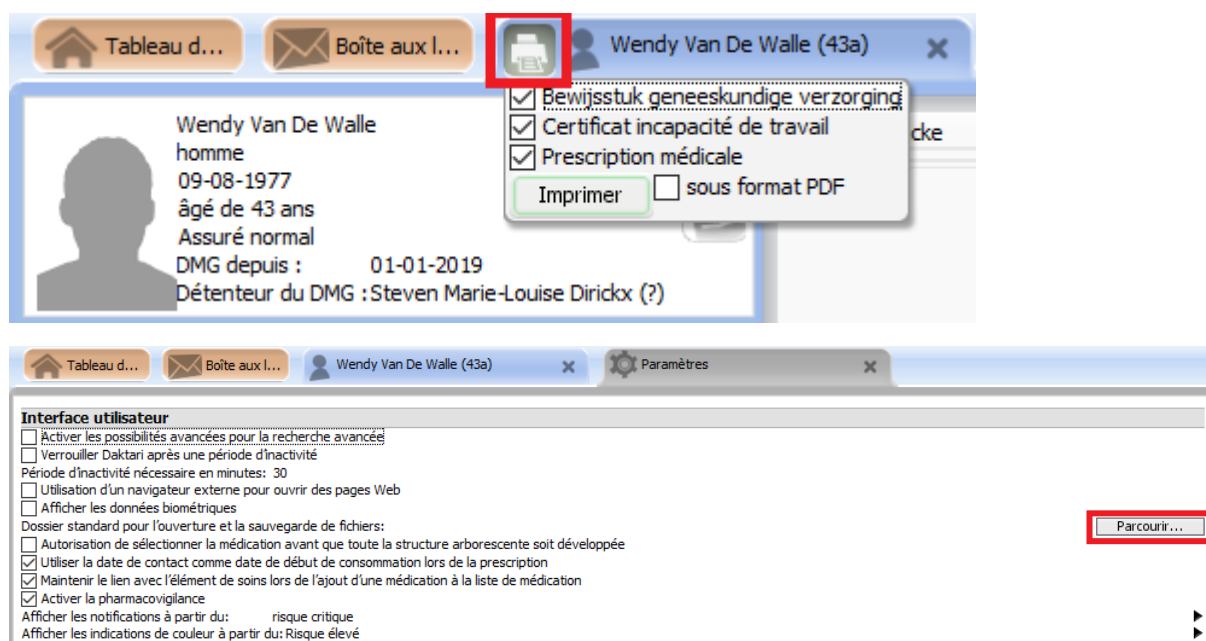 Tableau d... Boîte aux l... Wendy Van De Walle (43a)
Bewijsstuk geneeskundige verzorging
Certificat incapacité de travail
Prescription médicale
Imprimer sous format PDF
cke
Wendy Van De Walle
homme
09-08-1977
âgé de 43 ans
Assuré normal
DMG depuis : 01-01-2019
Détenteur du DMG : Steven Marie-Louise Dirickx (?)
Tableau d... Boîte aux l... Wendy Van De Walle (43a) Paramètres
Interface utilisateur
Activer les possibilités avancées pour la recherche avancée
Verrouiller Daktari après une période d'inactivité
Période d'inactivité nécessaire en minutes: 30
Utilisation d'un navigateur externe pour ouvrir des pages Web
Afficher les données biométriques
Dossier standard pour l'ouverture et la sauvegarde de fichiers: Parcourir...
Autorisation de sélectionner la médication avant que toute la structure arborescente soit développée
Utiliser la date de contact comme date de début de consommation lors de la prescription
Maintenir le lien avec l'élément de soins lors de l'ajout d'une médication à la liste de médication
Activer la pharmacovigilance
Afficher les notifications à partir du: risque critique
Afficher les indications de couleur à partir du: Risque élevé